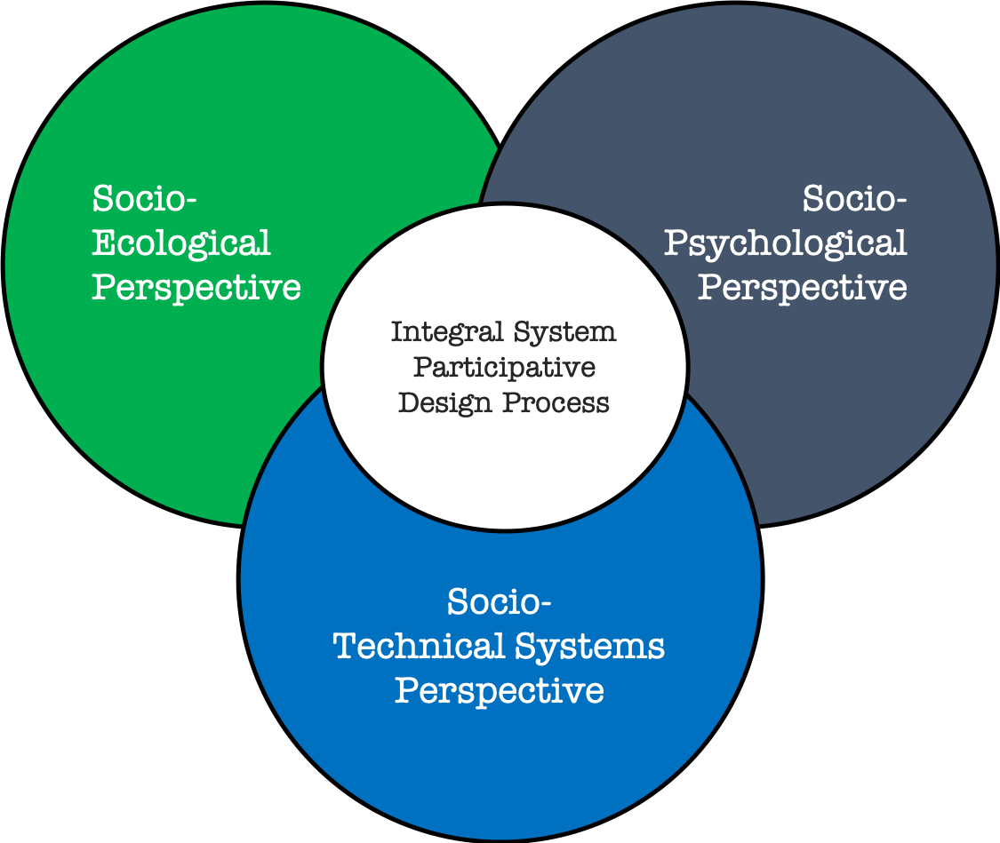 Socio-
Ecological
Perspective
Socio-
Psychological
Perspective
Integral System
Participative
Design Process
Socio-
Technical Systems
Perspective